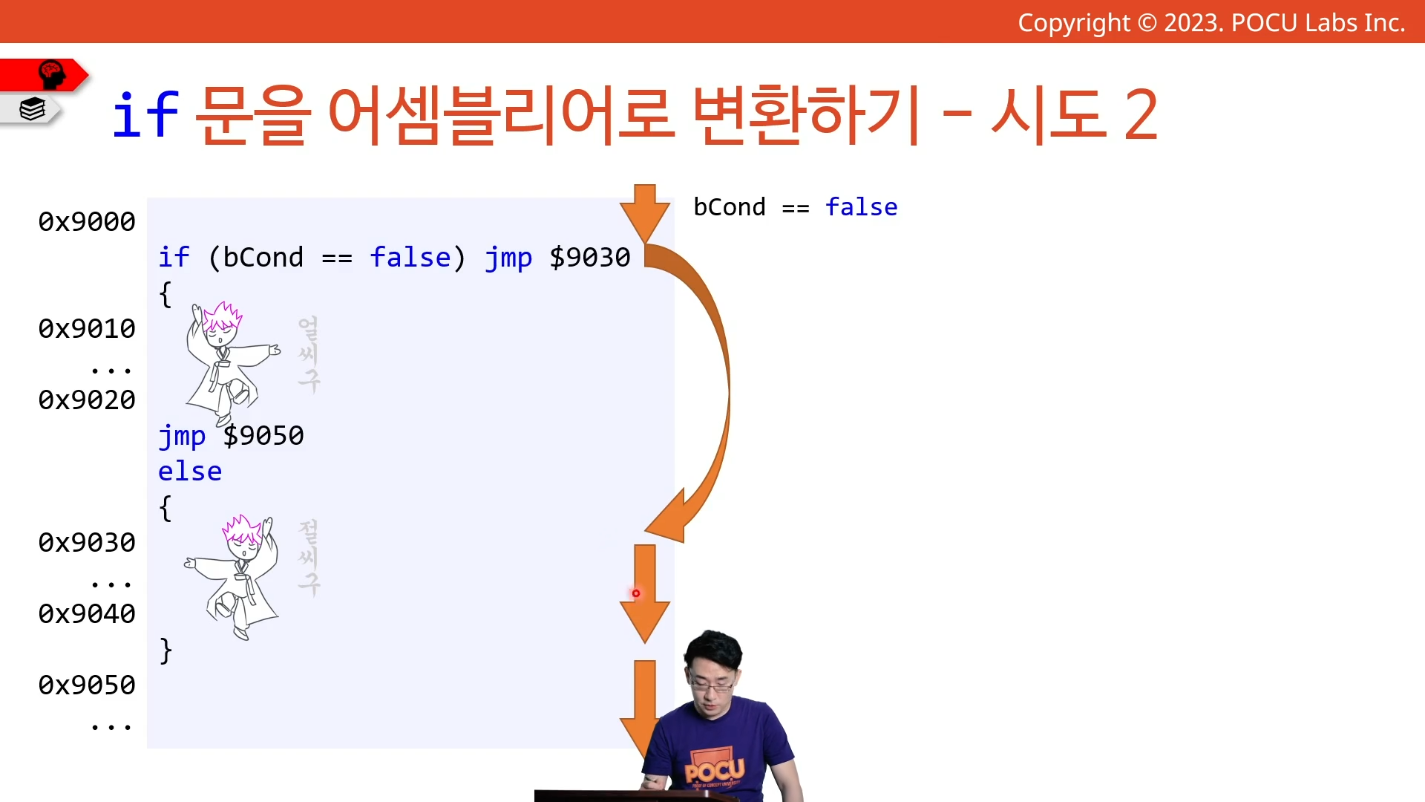 Copyright © 2023. POCU Labs Inc.
if 문을 어셈블리어로 변환하기 – 시도 2
bCond == false
0x9000
if (bCond == false) jmp $9030
{
얼씨구
0x9010
...
0x9020
jmp $9050
else
{
절씨구
0x9030
...
0x9040
}
0x9050
...
POCU